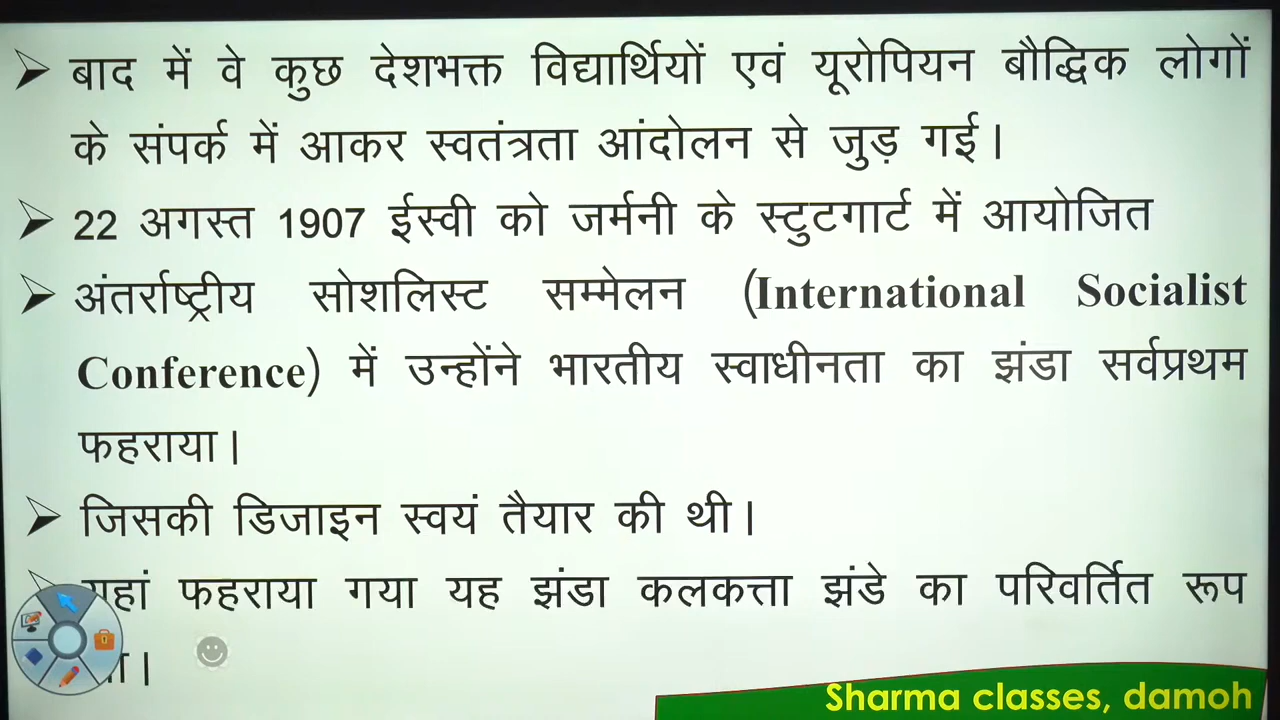 बाद में वे कुछ देशभक्त विद्यार्थियों एवं यूरोपियन बौद्धिक लोगों
के संपर्क में आकर स्वतंत्रता आंदोलन से जुड़ गई।
22 अगस्त 1907 ईस्वी को जर्मनी के स्टुटगार्ट में आयोजित
अंतर्राष्ट्रीय सोशलिस्ट सम्मेलन (International Socialist
Conference) में उन्होंने भारतीय स्वाधीनता का झंडा सर्वप्रथम
फहराया।
जिसकी डिजाइन स्वयं तैयार की थी।
फहराया गया यह झंडा कलकत्ता झंडे का परिवर्तित रूप
Sharma classes, damoh